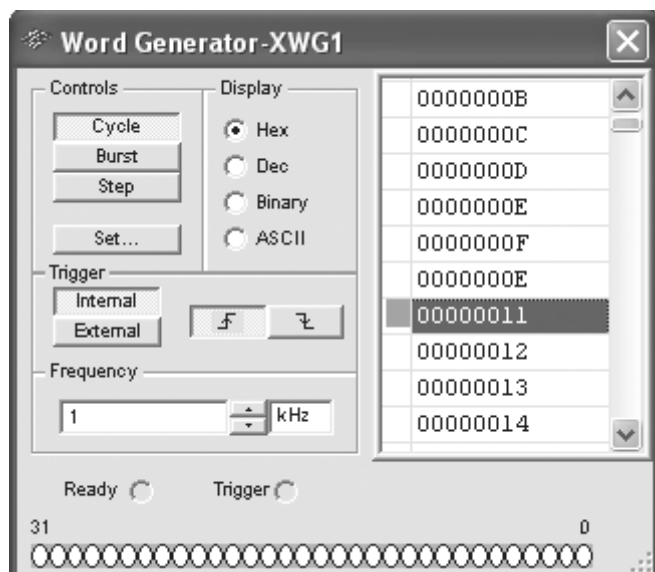 Word Generator-XWG1
Controls
Cycle
Burst
Step
Set...
Display
Hex
Dec
Binary
ASCII
Trigger
Internal
External
Frequency
1
kHz
0000000B
0000000C
0000000D
0000000E
0000000F
0000000E
00000011
00000012
00000013
00000014
Ready
Trigger
31 0